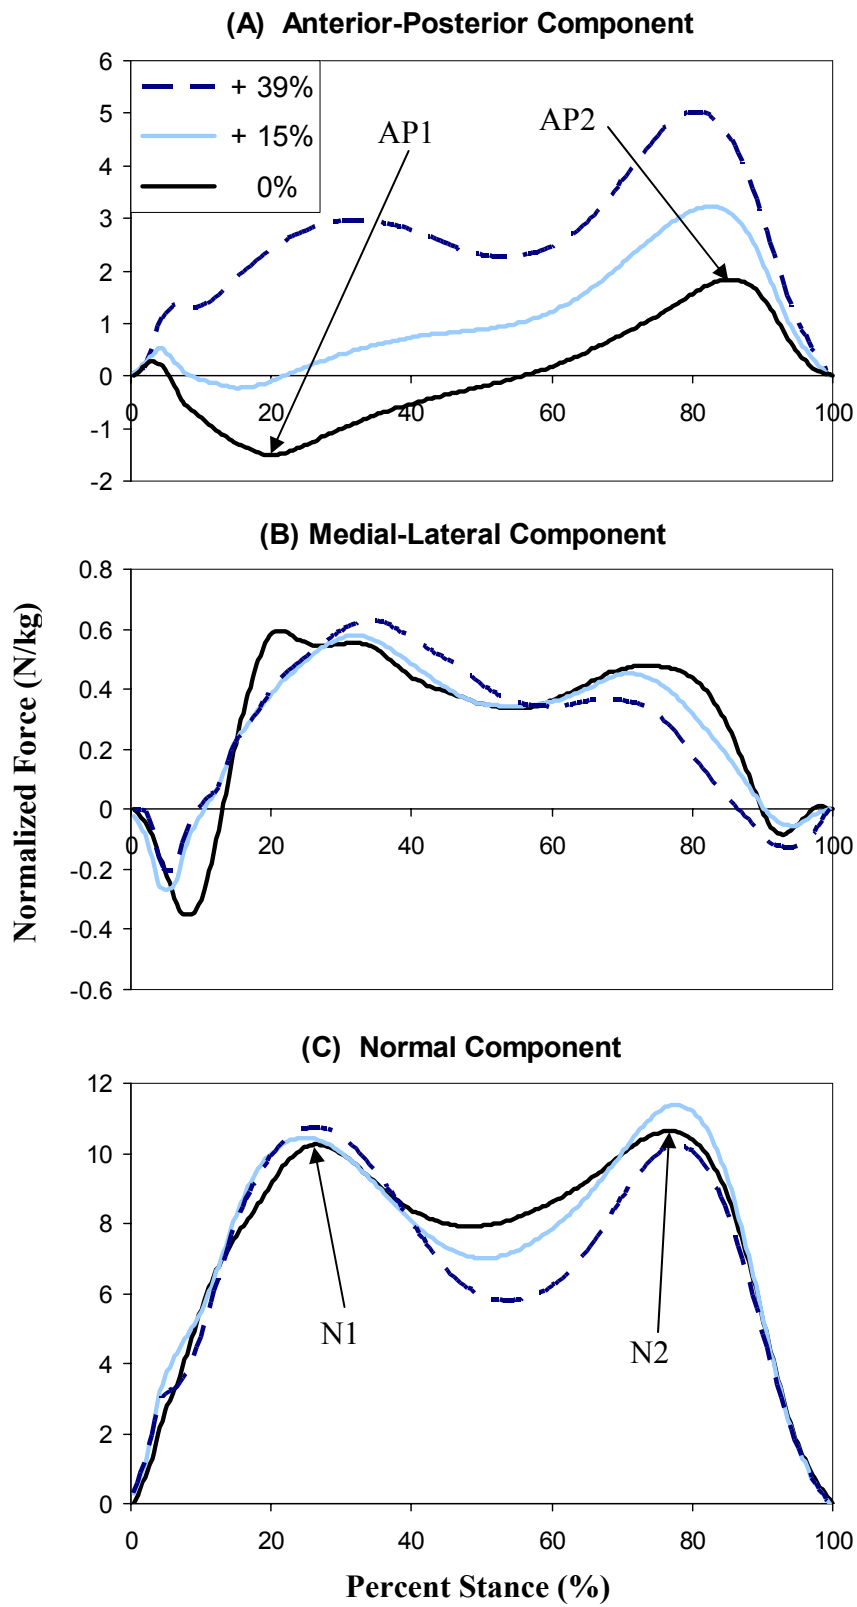 (A) Anterior-Posterior Component
6
5
4
3
2
1
0
-1
-2
+ 39%
+ 15%
0%
AP1
AP2
0 20 40 60 80 100
(B) Medial-Lateral Component
Normalized Force (N/kg)
0.8
0.6
0.4
0.2
0
-0.2
-0.4
-0.6
0 20 40 60 80 100
(C) Normal Component
12
10
8
6
4
2
0
N1
N2
0 20 40 60 80 100
Percent Stance (%)